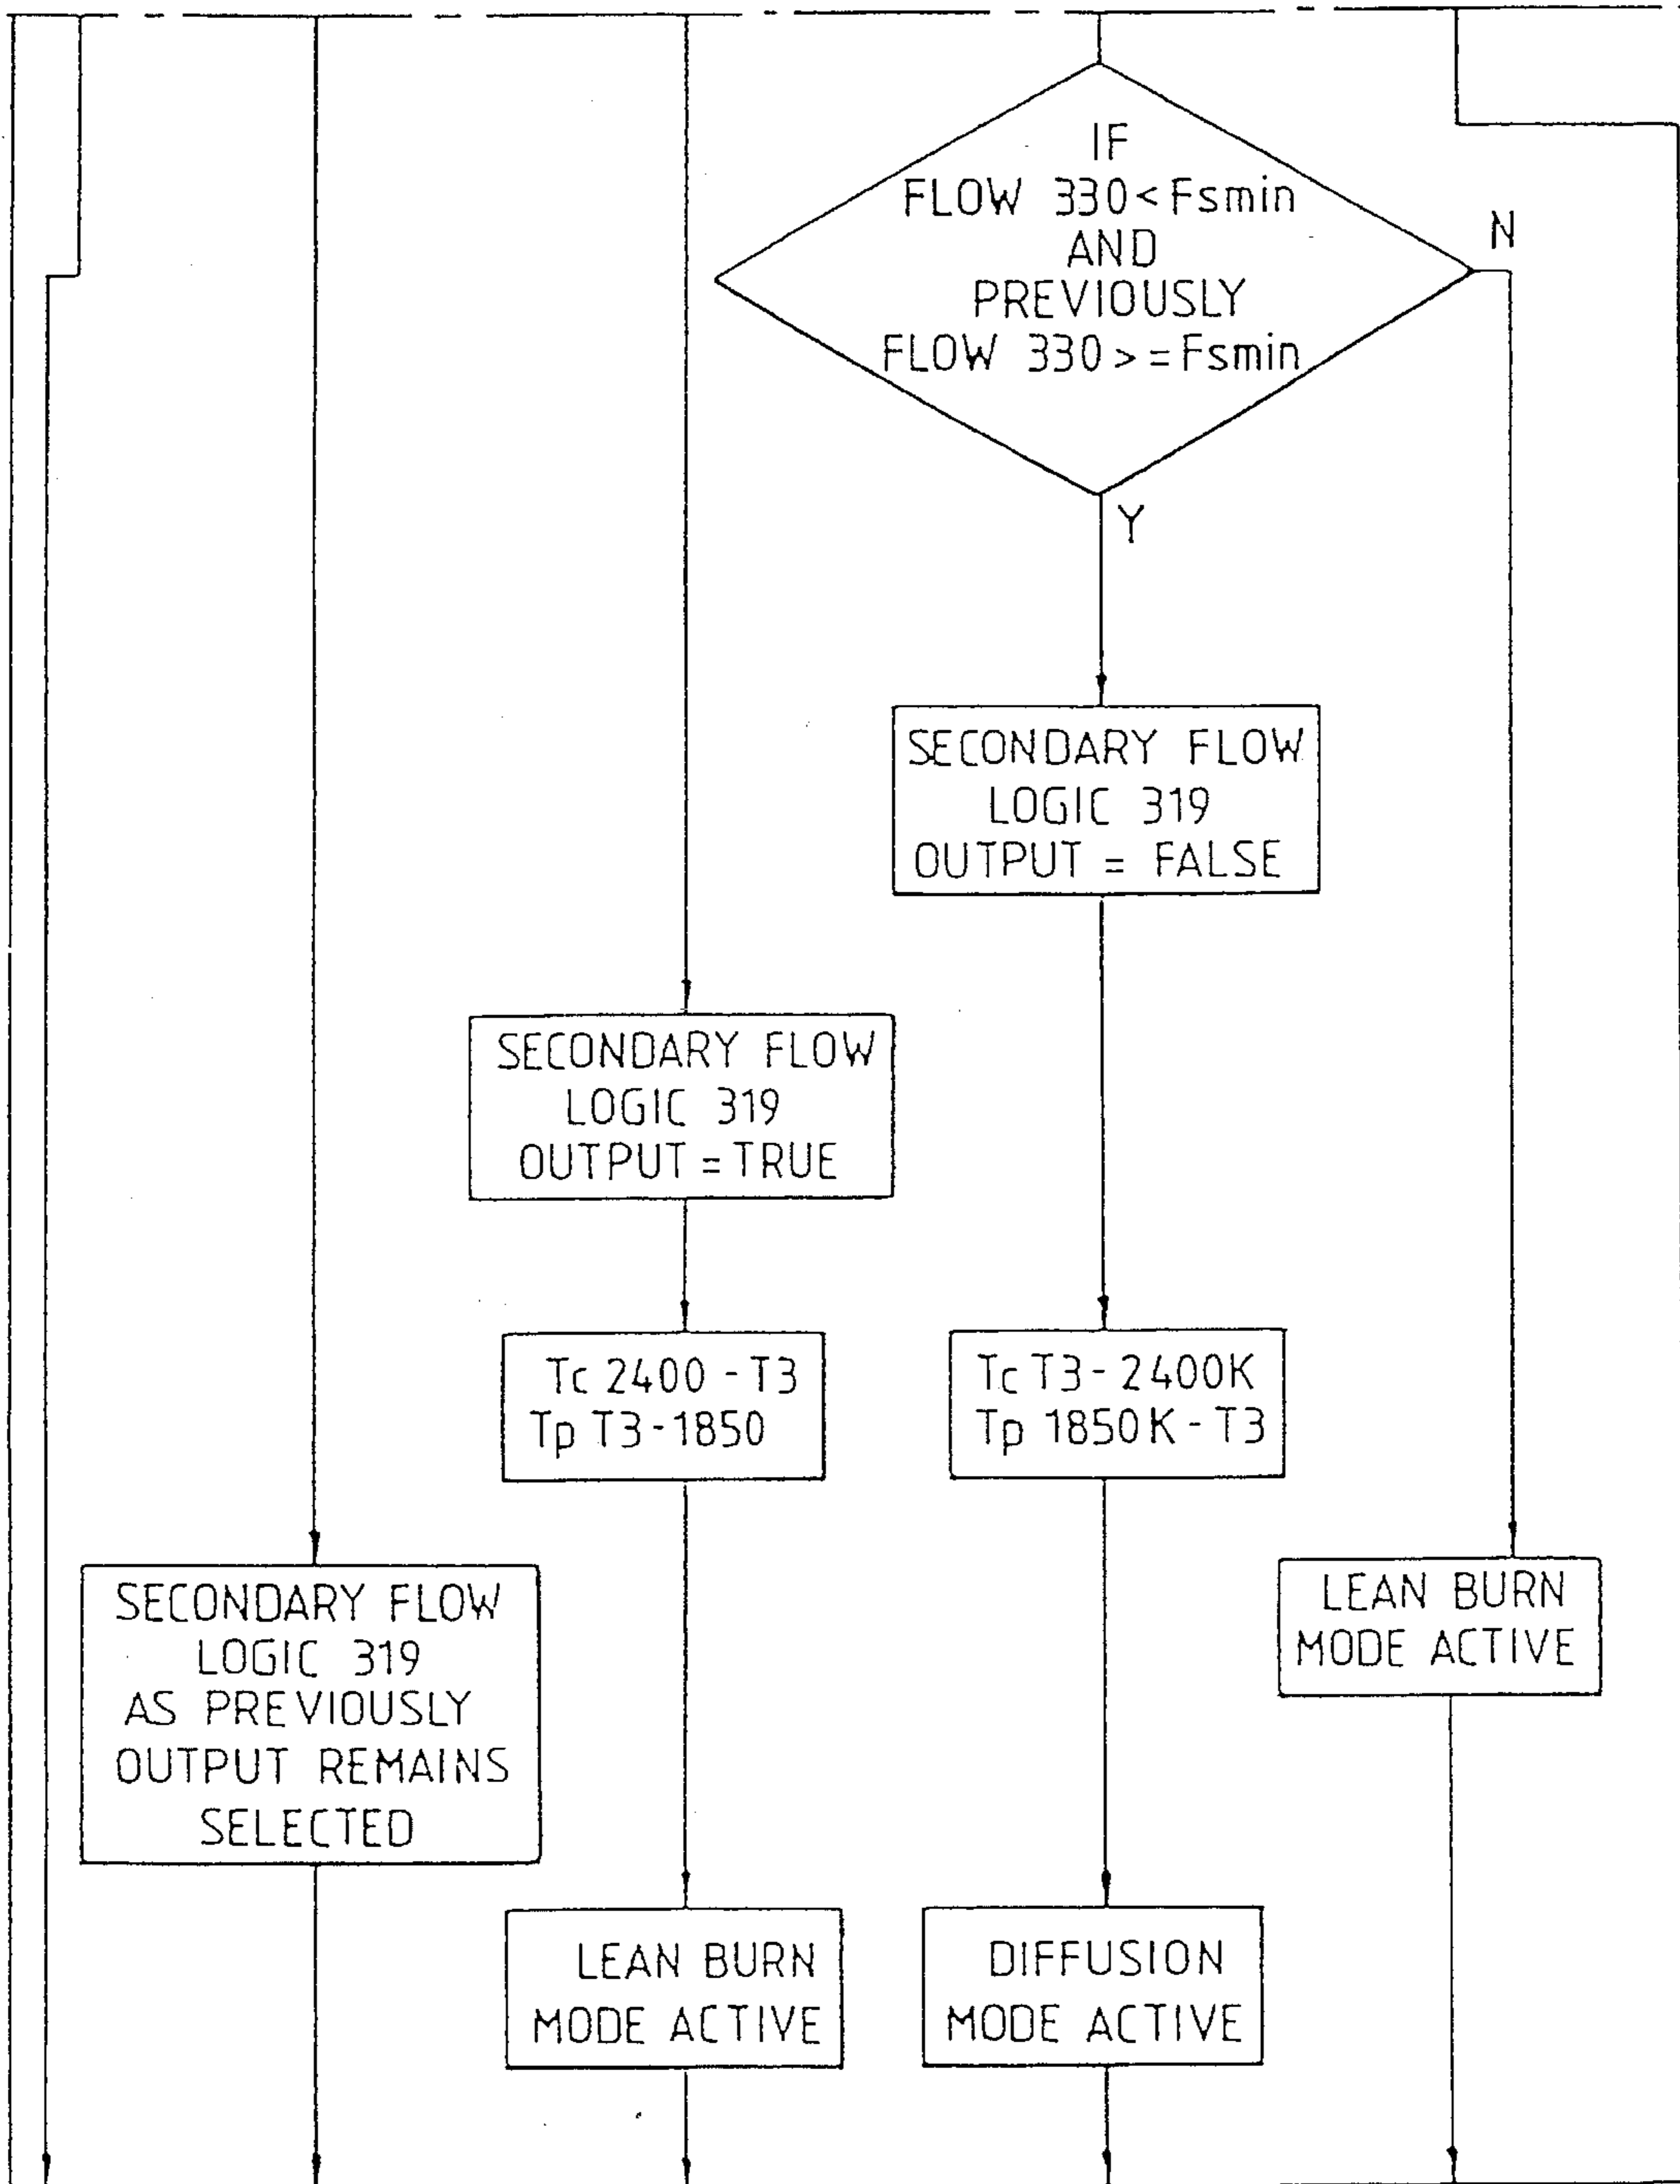 IF
FLOW 330 < Fsmin
AND
PREVIOUSLY
FLOW 330 > = Fsmin
N
Y
SECONDARY FLOW
LOGIC 319
OUTPUT = FALSE
SECONDARY FLOW
LOGIC 319
OUTPUT = TRUE
Tc 2400 - T3
Tp T3 - 1850
Tc T3 - 2400K
Tp 1850K - T3
SECONDARY FLOW
LOGIC 319
AS PREVIOUSLY
OUTPUT REMAINS
SELECTED
LEAN BURN
MODE ACTIVE
LEAN BURN
MODE ACTIVE
DIFFUSION
MODE ACTIVE